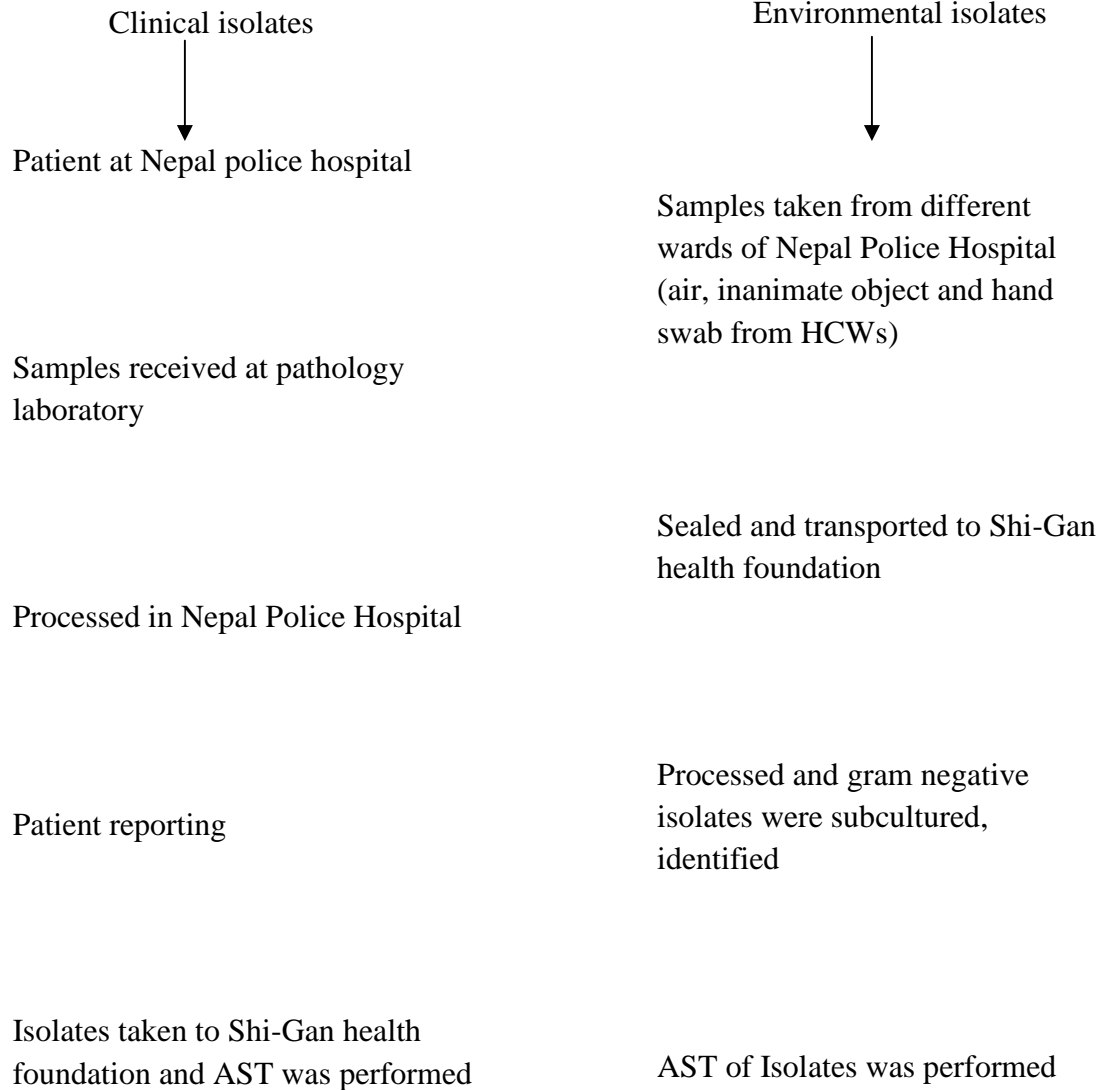 Clinical isolates
Patient at Nepal police hospital
Samples received at pathology
laboratory
Processed in Nepal Police Hospital
Patient reporting
Isolates taken to Shi-Gan health
foundation and AST was performed
Environmental isolates
Samples taken from different
wards of Nepal Police Hospital
(air, inanimate object and hand
swab from HCWs)
Sealed and transported to Shi-Gan
health foundation
Processed and gram negative
isolates were subcultured,
identified
AST of Isolates was performed